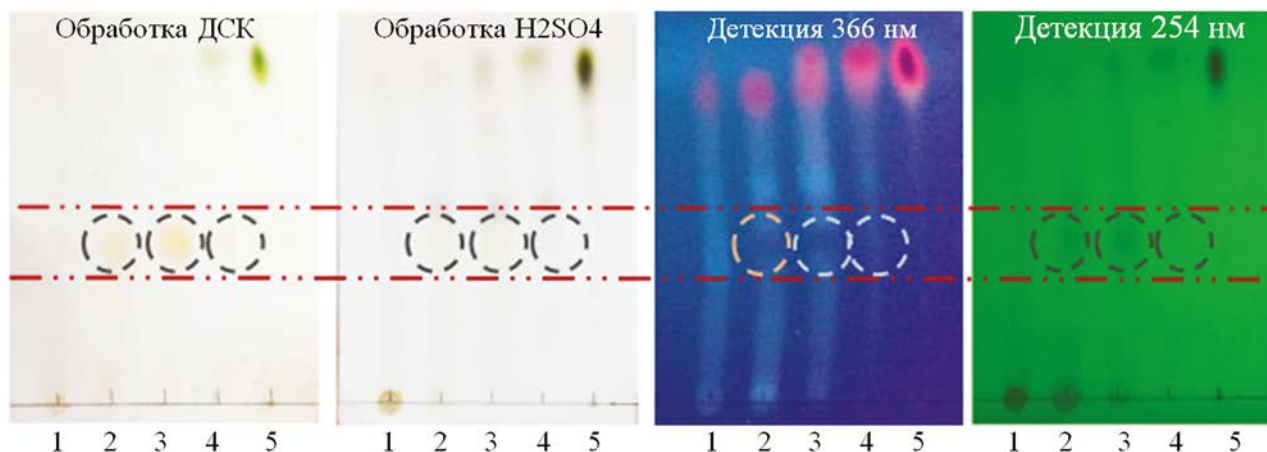 Обработка ДСК
Обработка H2SO4
Детекция 366 нм
Детекция 254 нм
1 2 3 4 5
1 2 3 4 5
1 2 3 4 5
1 2 3 4 5